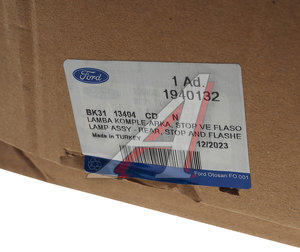 Ford
1 Ad.
1940132
BK31 13404 CD N
LAMBA KOMPLE-ARKA, STOP VE FLASO
LAMP ASSY - REAR, STOP AND FLASHE
Made in TURKEY
12/2023
Ford Otosan FO 001